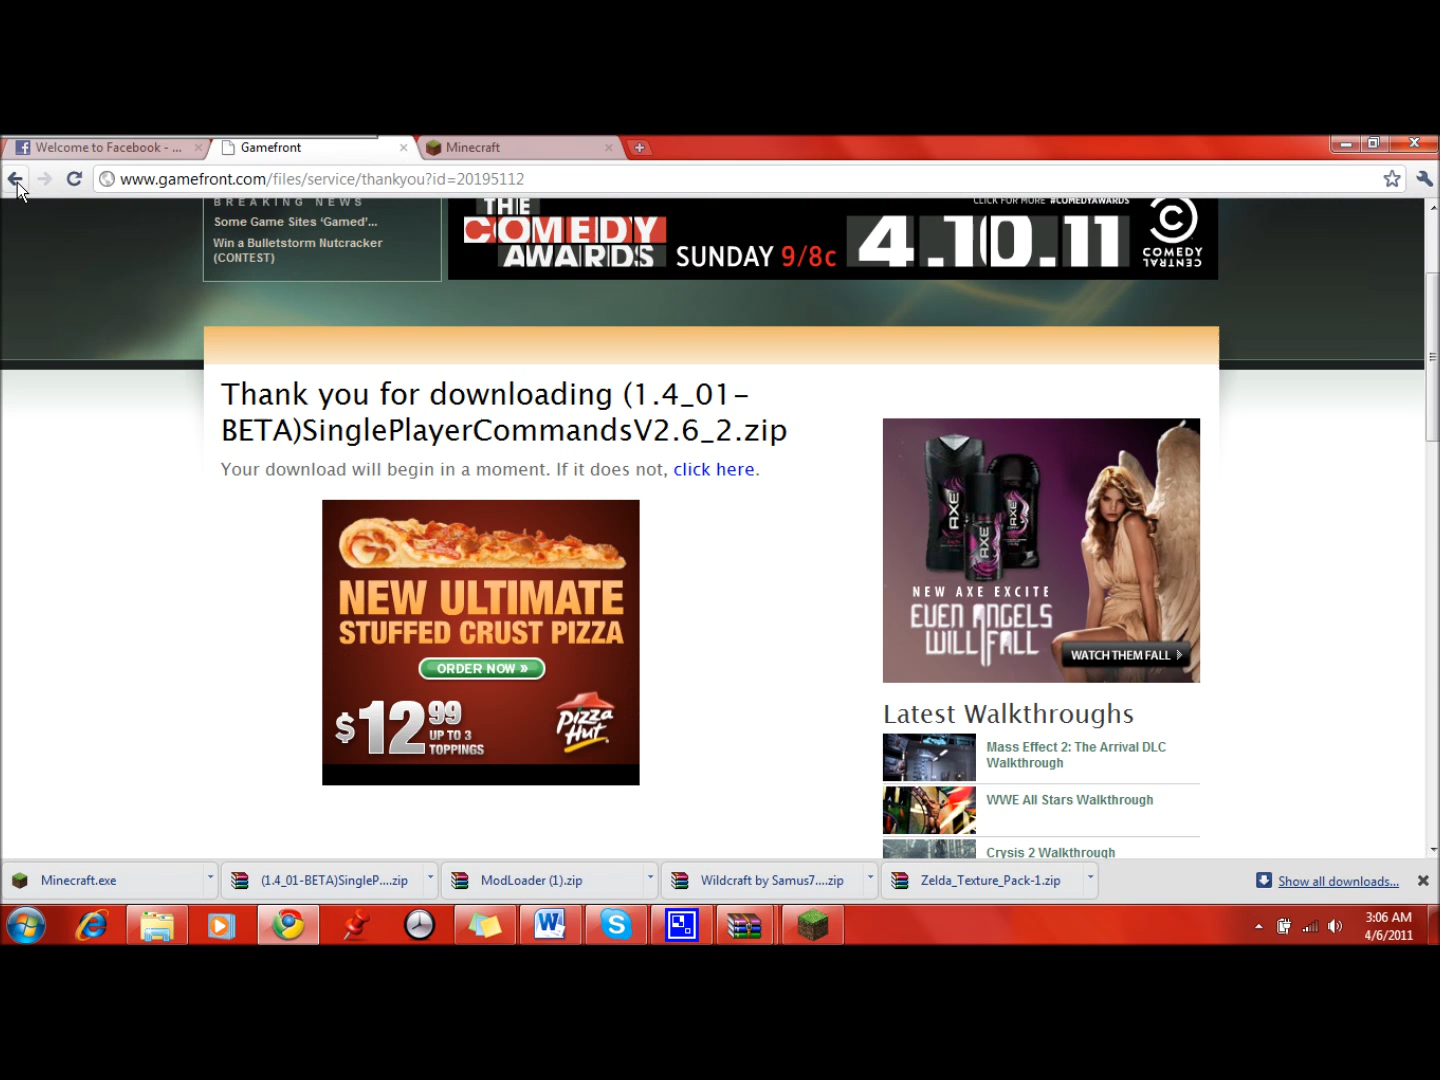 Welcome to Facebook - ...
Gamefront
Minecraft
www.gamefront.com/files/service/thankyou?id=20195112
BREAKING NEWS
Some Game Sites ‘Gamed’...
Win a Bulletstorm Nutcracker
(CONTEST)
CLICK FOR MORE #COMEDYAWARDS
THE
COMEDY
AWARDS
SUNDAY 9/8c
4.10.11
COMEDY
CENTRAL
Thank you for downloading (1.4_01-
BETA)SinglePlayerCommandsV2.6_2.zip
Your download will begin in a moment. If it does not, click here.
NEW ULTIMATE
STUFFED CRUST PIZZA
ORDER NOW »
$12 99
UP TO 3
TOPPINGS
Pizza
Hut
AXE
AXE
AXE
NEW AXE EXCITE
EVEN ANGELS
WILL FALL
WATCH THEM FALL
Latest Walkthroughs
Mass Effect 2: The Arrival DLC
Walkthrough
WWE All Stars Walkthrough
Crysis 2 Walkthrough
Minecraft.exe
(1.4_01-BETA)SingleP....zip
ModLoader (1).zip
Wildcraft by Samus7....zip
Zelda_Texture_Pack-1.zip
Show all downloads...
3:06 AM
4/6/2011